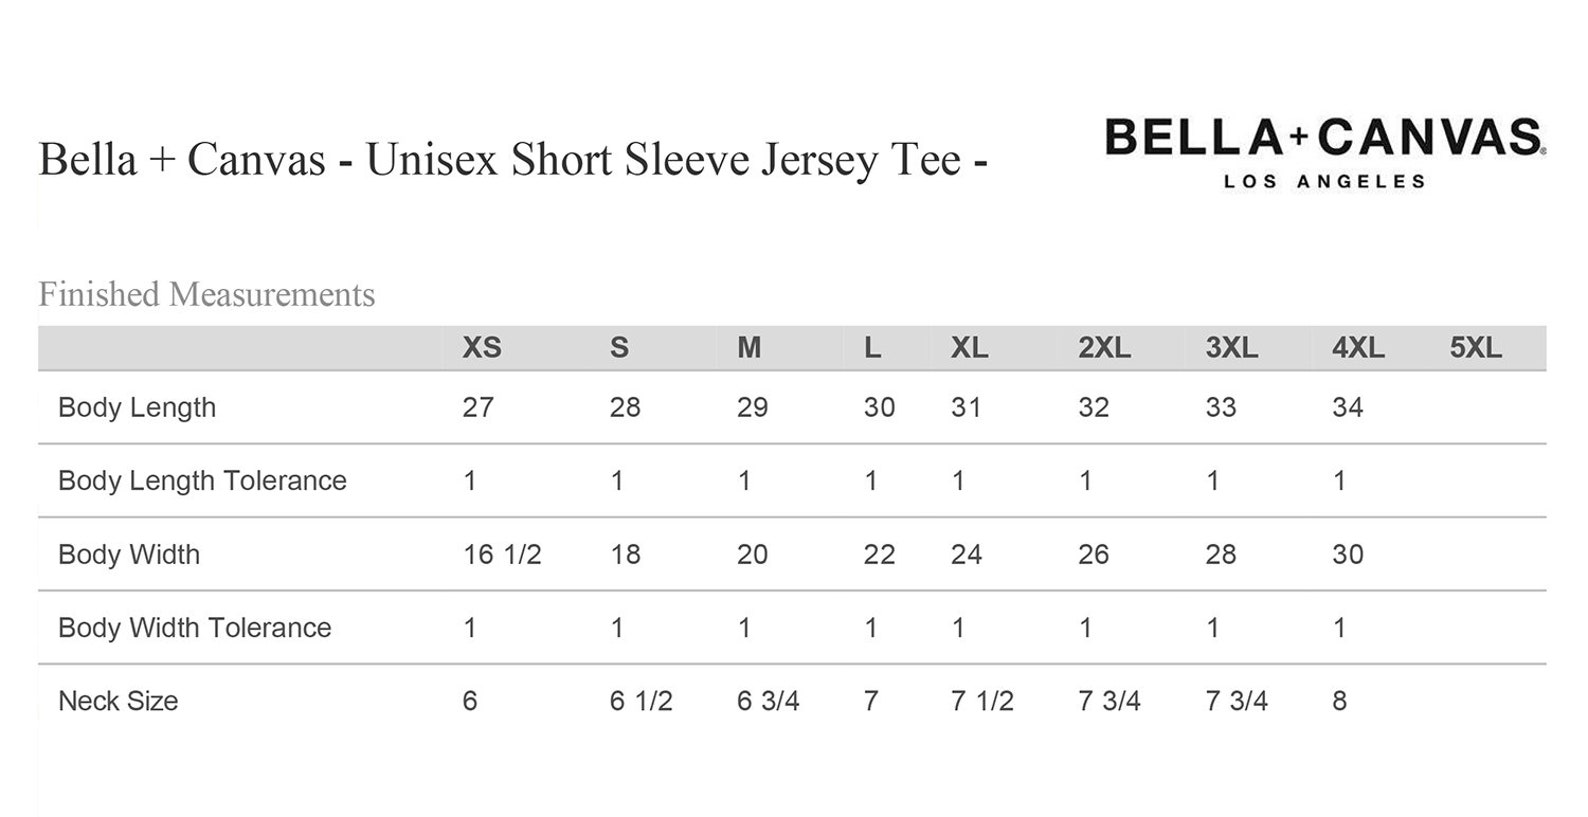 Bella + Canvas - Unisex Short Sleeve Jersey Tee -
BELLA+CANVAS®
LOS ANGELES
Finished Measurements
XS S M L XL 2XL 3XL 4XL 5XL
Body Length 27 28 29 30 31 32 33 34
Body Length Tolerance 1 1 1 1 1 1 1 1
Body Width 16 1/2 18 20 22 24 26 28 30
Body Width Tolerance 1 1 1 1 1 1 1 1
Neck Size 6 6 1/2 6 3/4 7 7 1/2 7 3/4 7 3/4 8